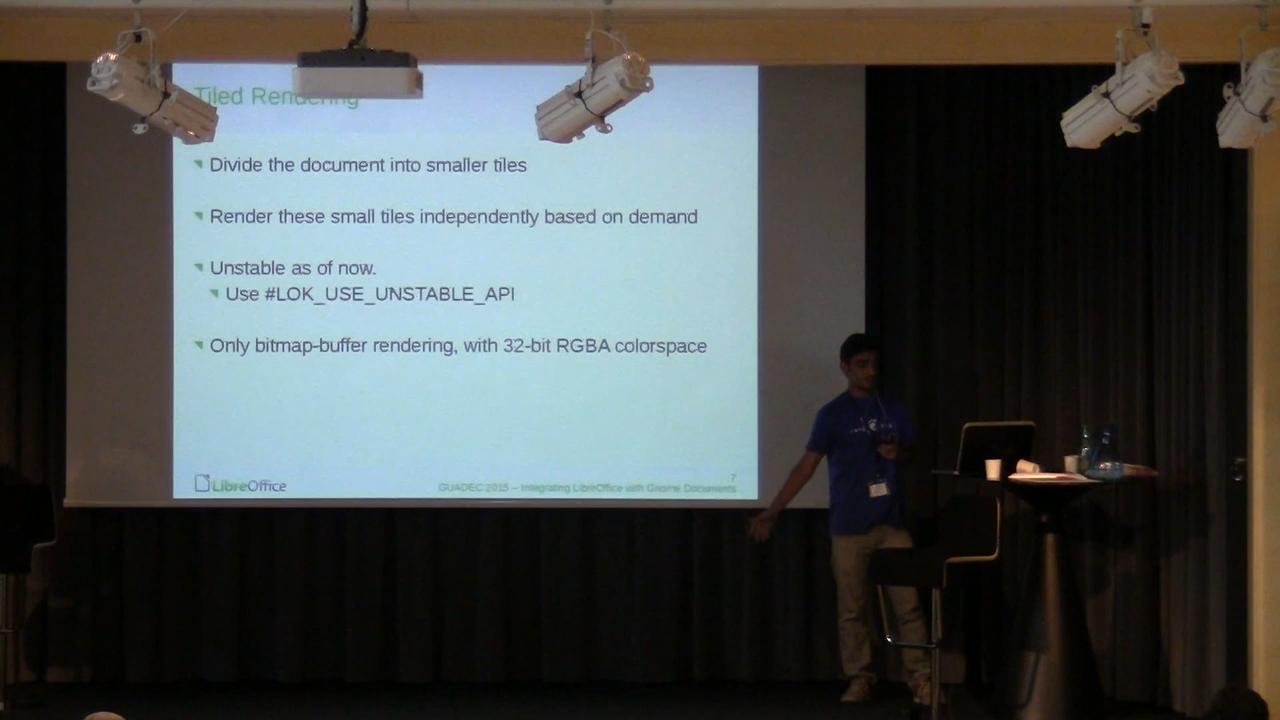 Tiled Rendering
Divide the document into smaller tiles
Render these small tiles independently based on demand
Unstable as of now.
Use #LOK_USE_UNSTABLE_API
Only bitmap-buffer rendering, with 32-bit RGBA colorspace
7
LibreOffice
GUADEC 2015 – Integrating LibreOffice with Gnome Documents